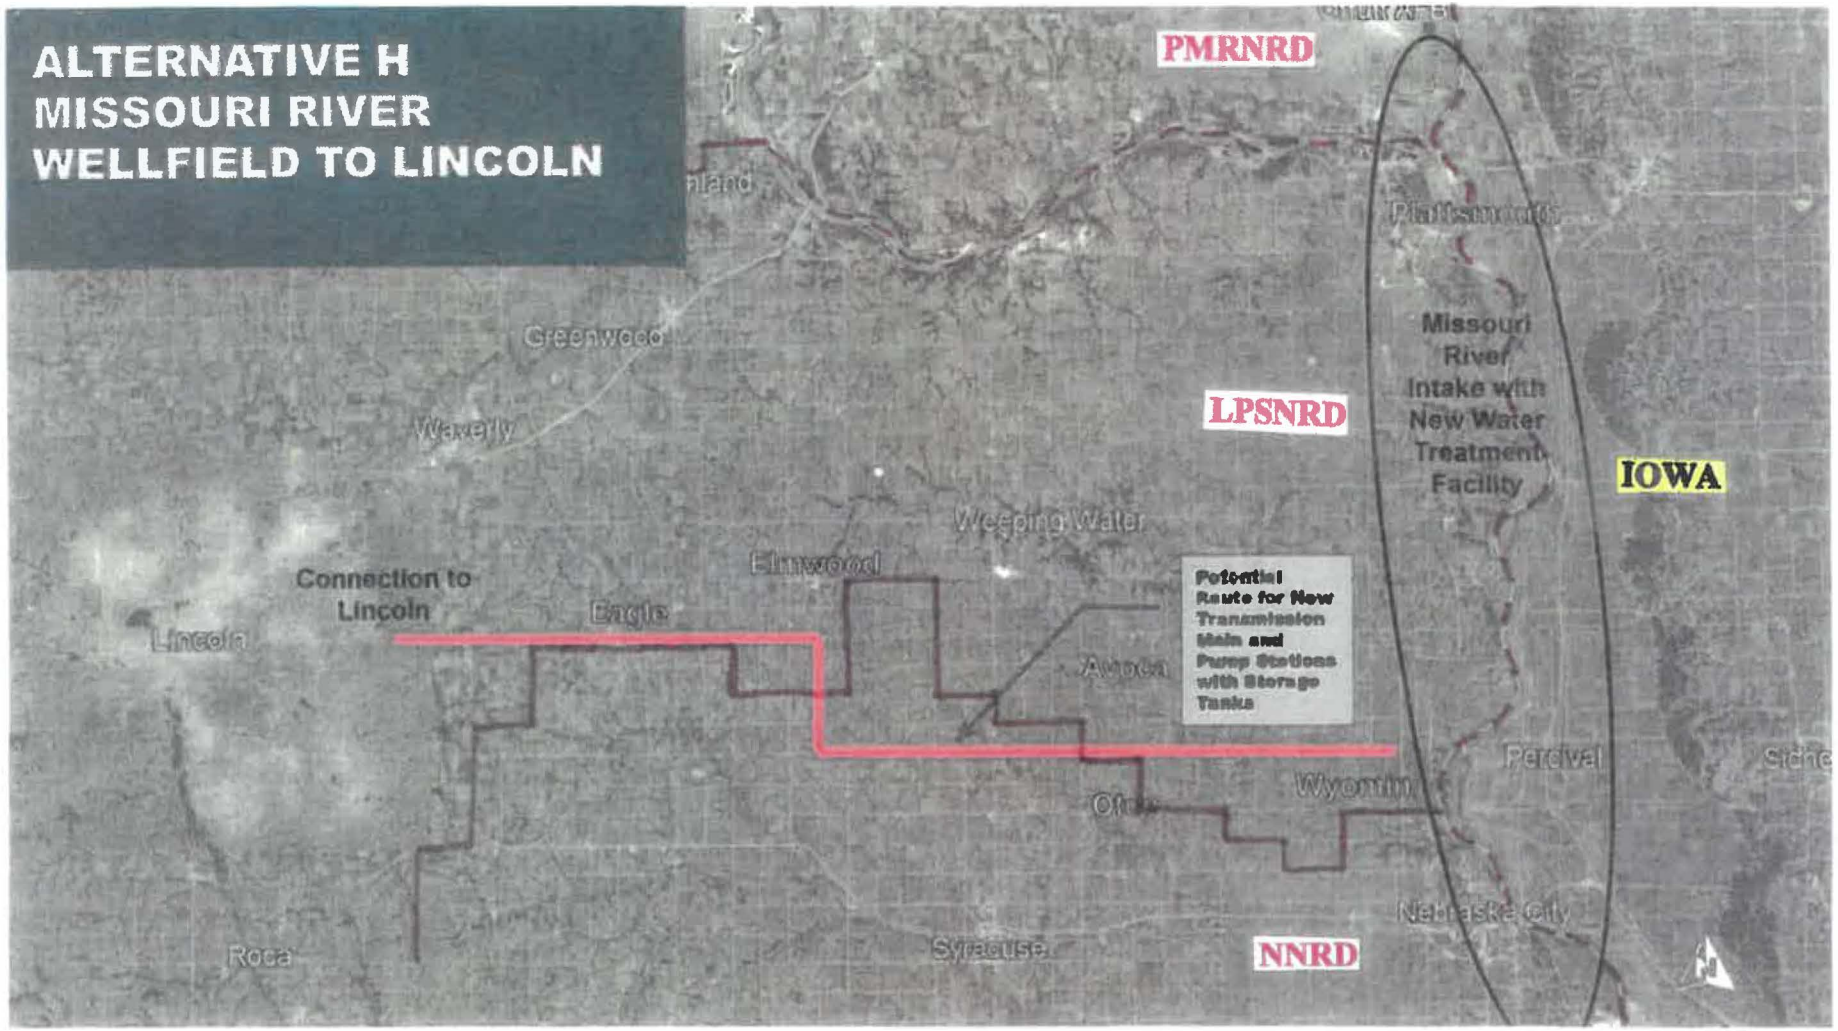 ALTERNATIVE H
MISSOURI RIVER
WELLFIELD TO LINCOLN
PMRNRD
Plattsmouth
Greenwood
Missouri
River
Intake with
New Water
Treatment
Facility
LPSNRD
Waverly
IOWA
Weeping Water
Elmwood
Connection to
Lincoln
Eagle
Lincoln
Potential
Route for New
Transmission
Main and
Pump Stations
with Storage
Tanks
Avoca
Percival
Wyomin
Nebraska City
Roca
Syracuse
NNRD
N